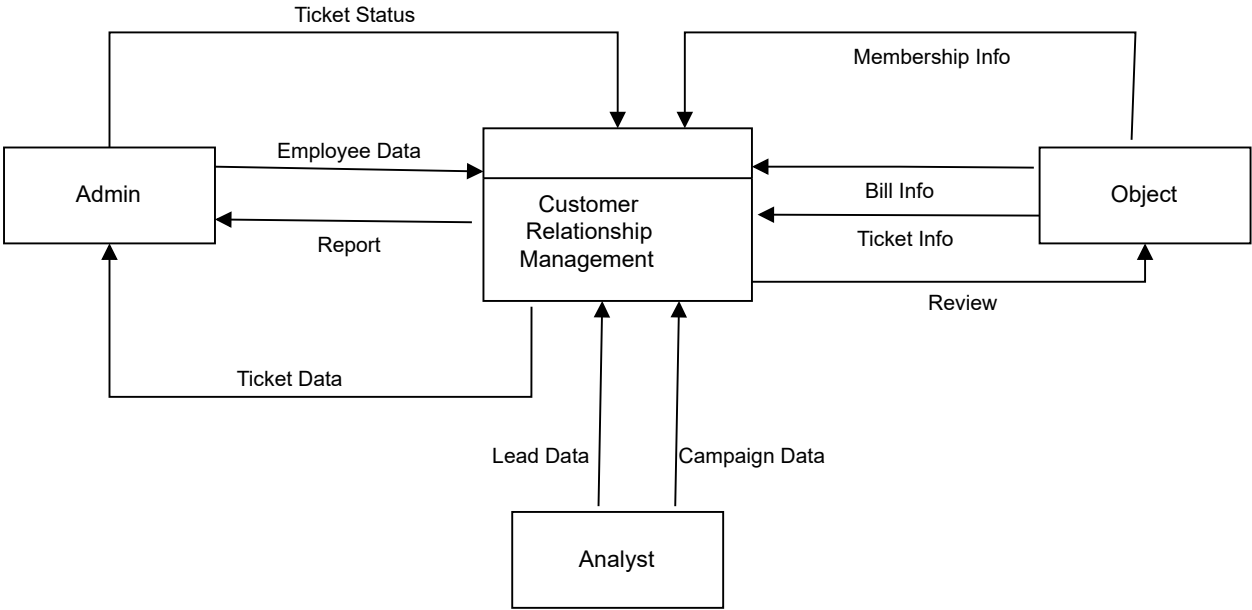 Ticket Status
Membership Info
Employee Data
Admin
Bill Info
Object
Customer
Relationship
Management
Report
Ticket Info
Review
Ticket Data
Lead Data
Campaign Data
Analyst